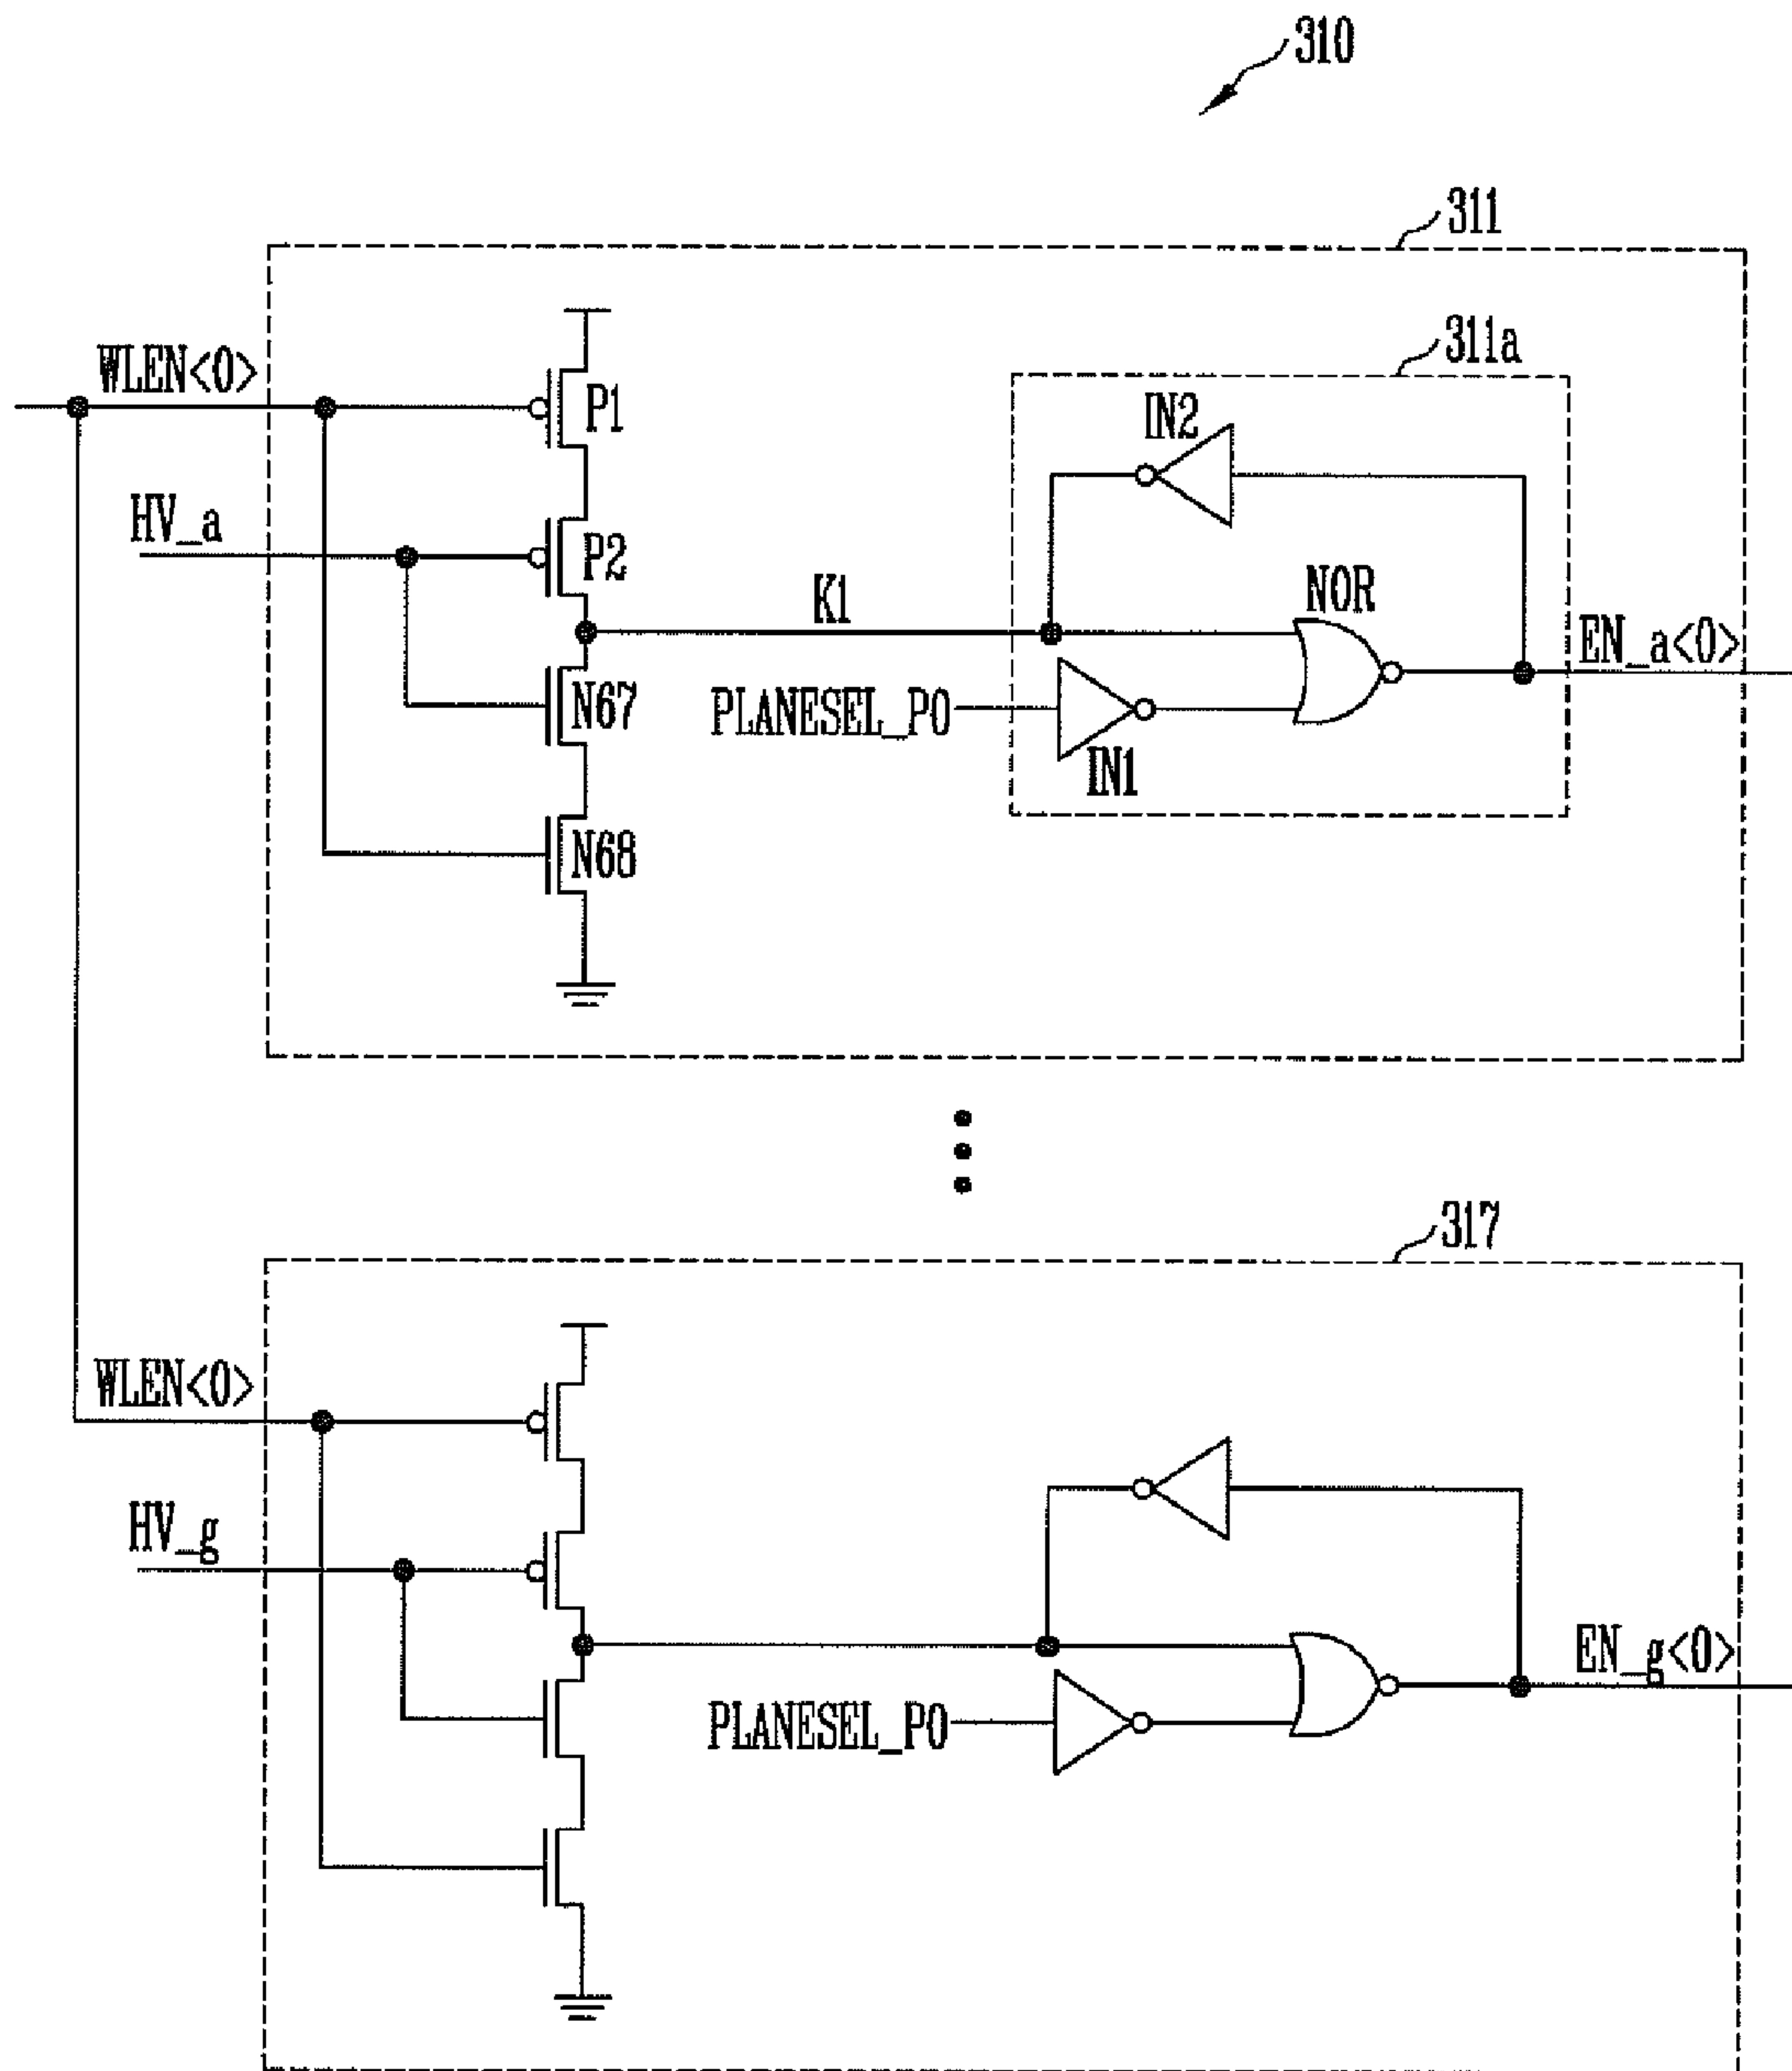 310
311
311a
WLEN<0>
P1
IN2
HV_a
P2
K1
NOR
EN_a<0>
N67
PLANESEL_P0
IN1
N68
317
WLEN<0>
HV_g
EN_g<0>
PLANESEL_P0